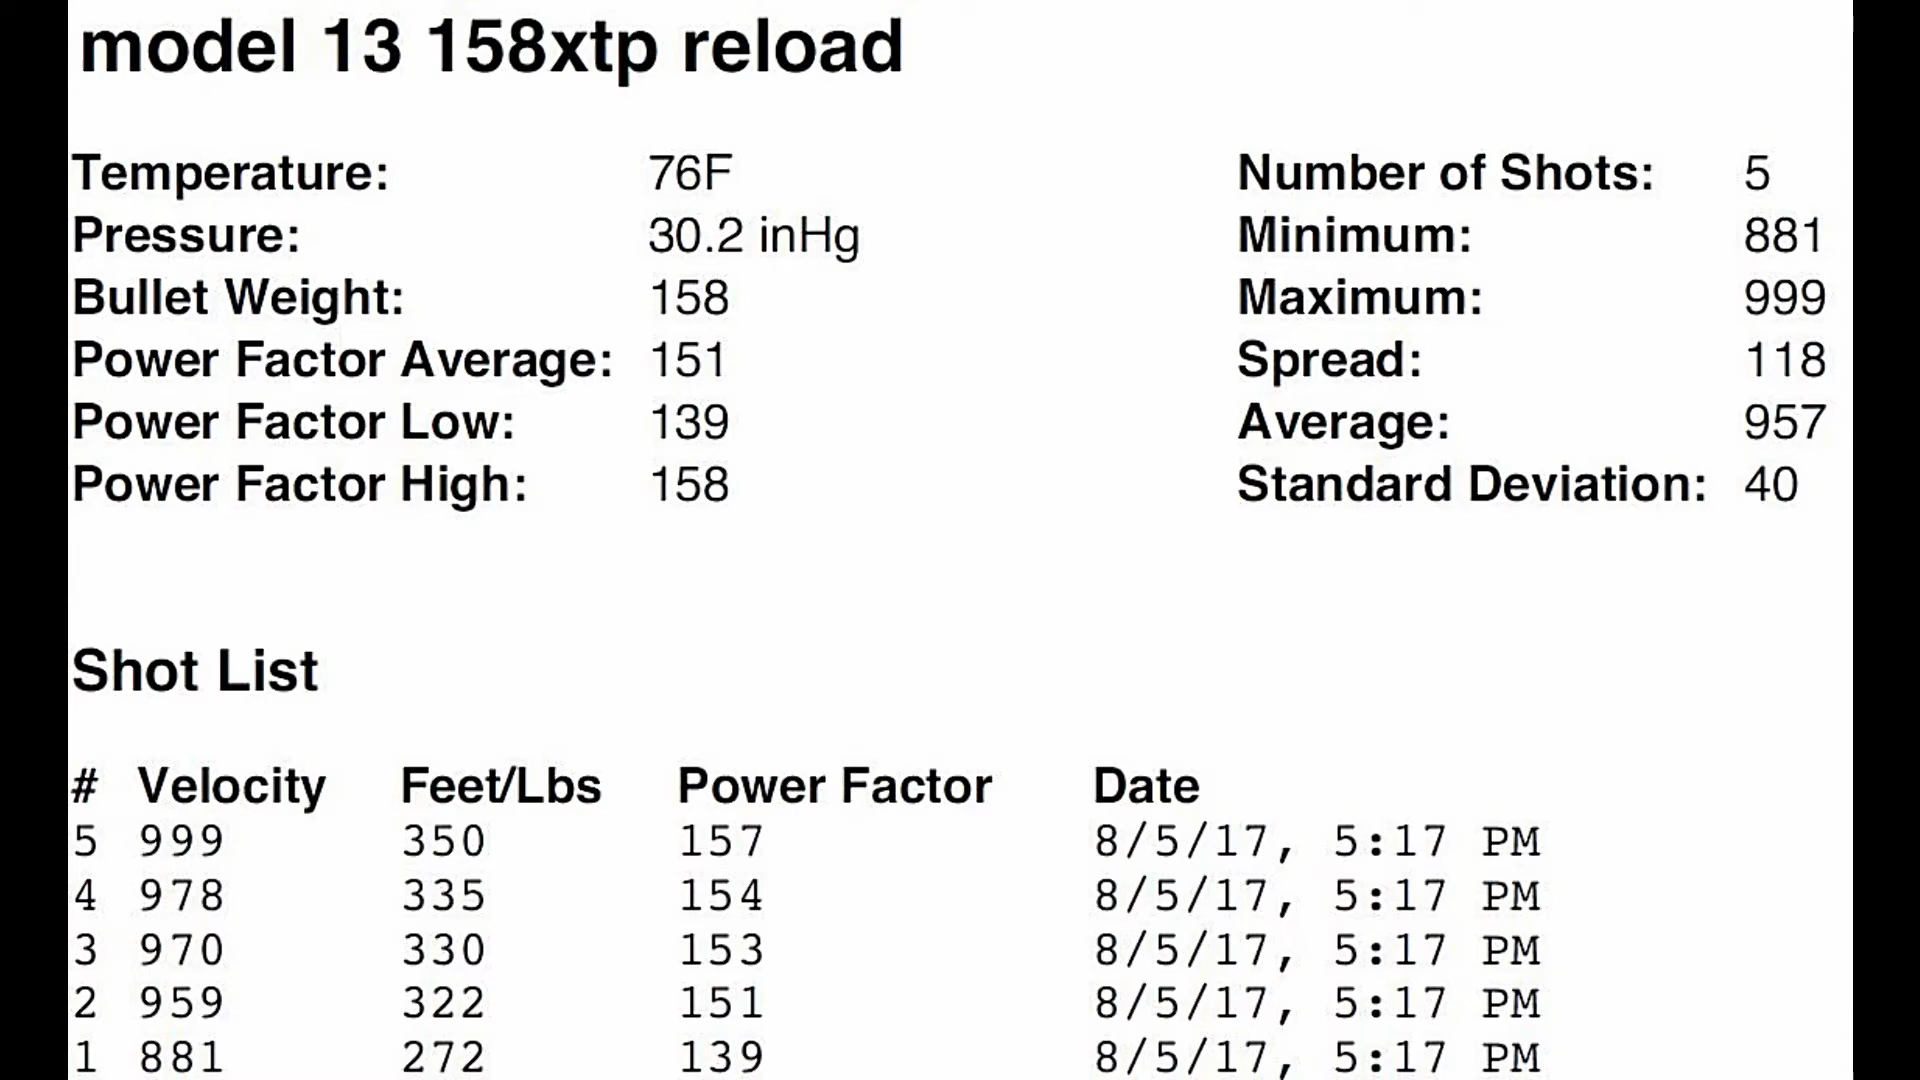 model 13 158xtp reload
Temperature: 76F Number of Shots: 5
Pressure: 30.2 inHg Minimum: 881
Bullet Weight: 158 Maximum: 999
Power Factor Average: 151 Spread: 118
Power Factor Low: 139 Average: 957
Power Factor High: 158 Standard Deviation: 40
Shot List
# Velocity Feet/Lbs Power Factor Date
5 999 350 157 8/5/17, 5:17 PM
4 978 335 154 8/5/17, 5:17 PM
3 970 330 153 8/5/17, 5:17 PM
2 959 322 151 8/5/17, 5:17 PM
1 881 272 139 8/5/17, 5:17 PM